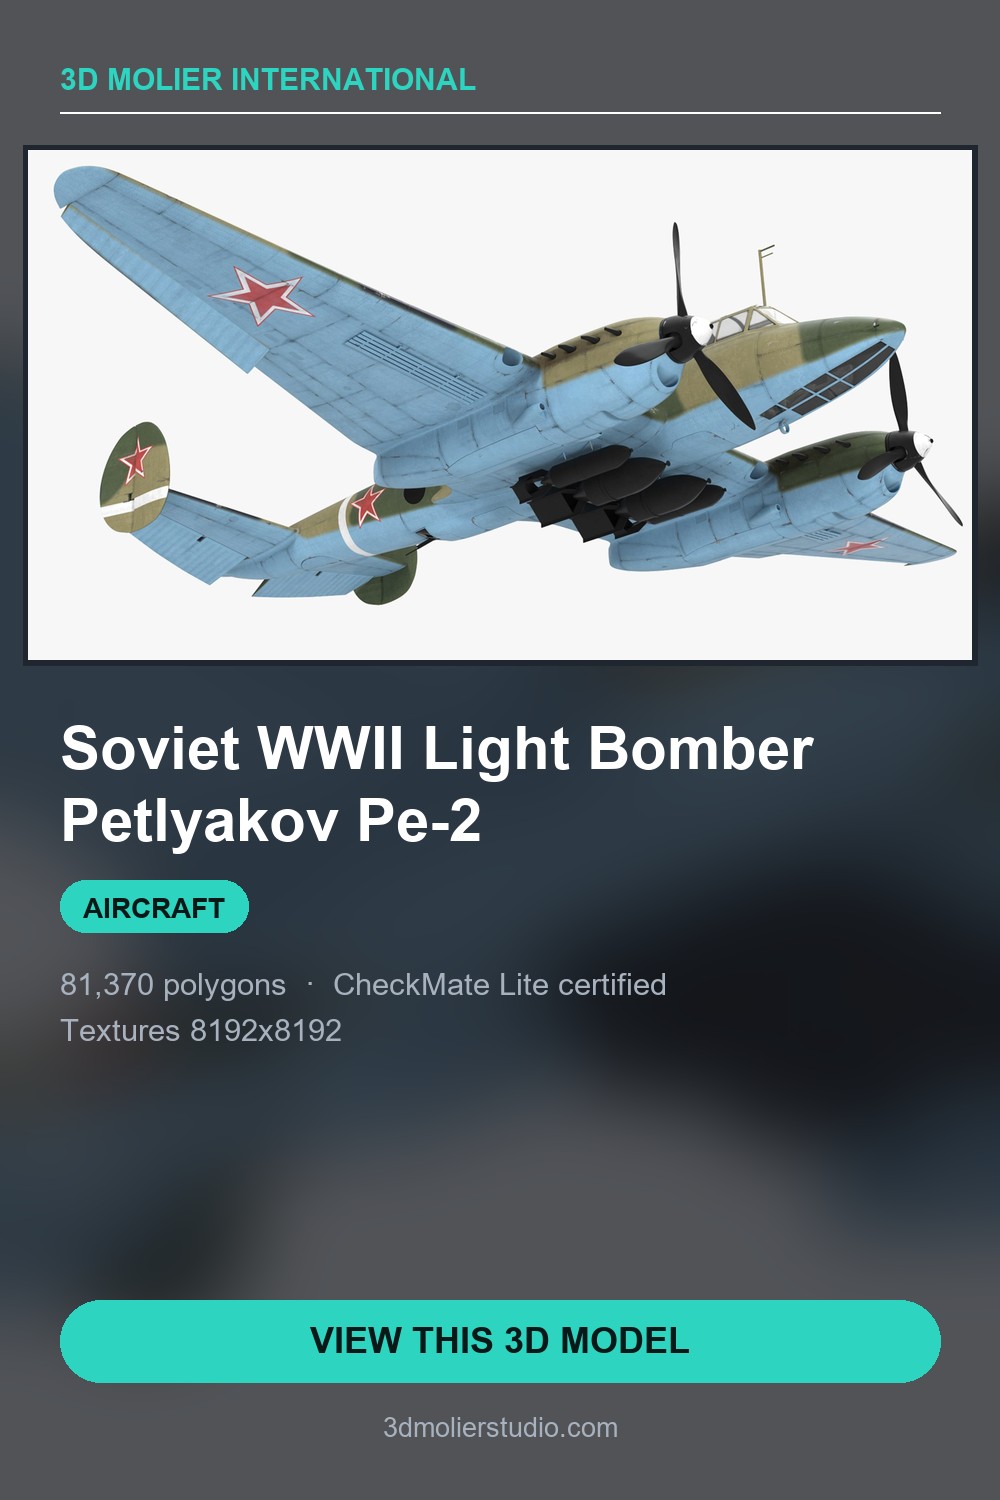 3D MOLIER INTERNATIONAL
Soviet WWII Light Bomber
Petlyakov Pe-2
AIRCRAFT
81,370 polygons · CheckMate Lite certified
Textures 8192x8192
VIEW THIS 3D MODEL
3dmolierstudio.com